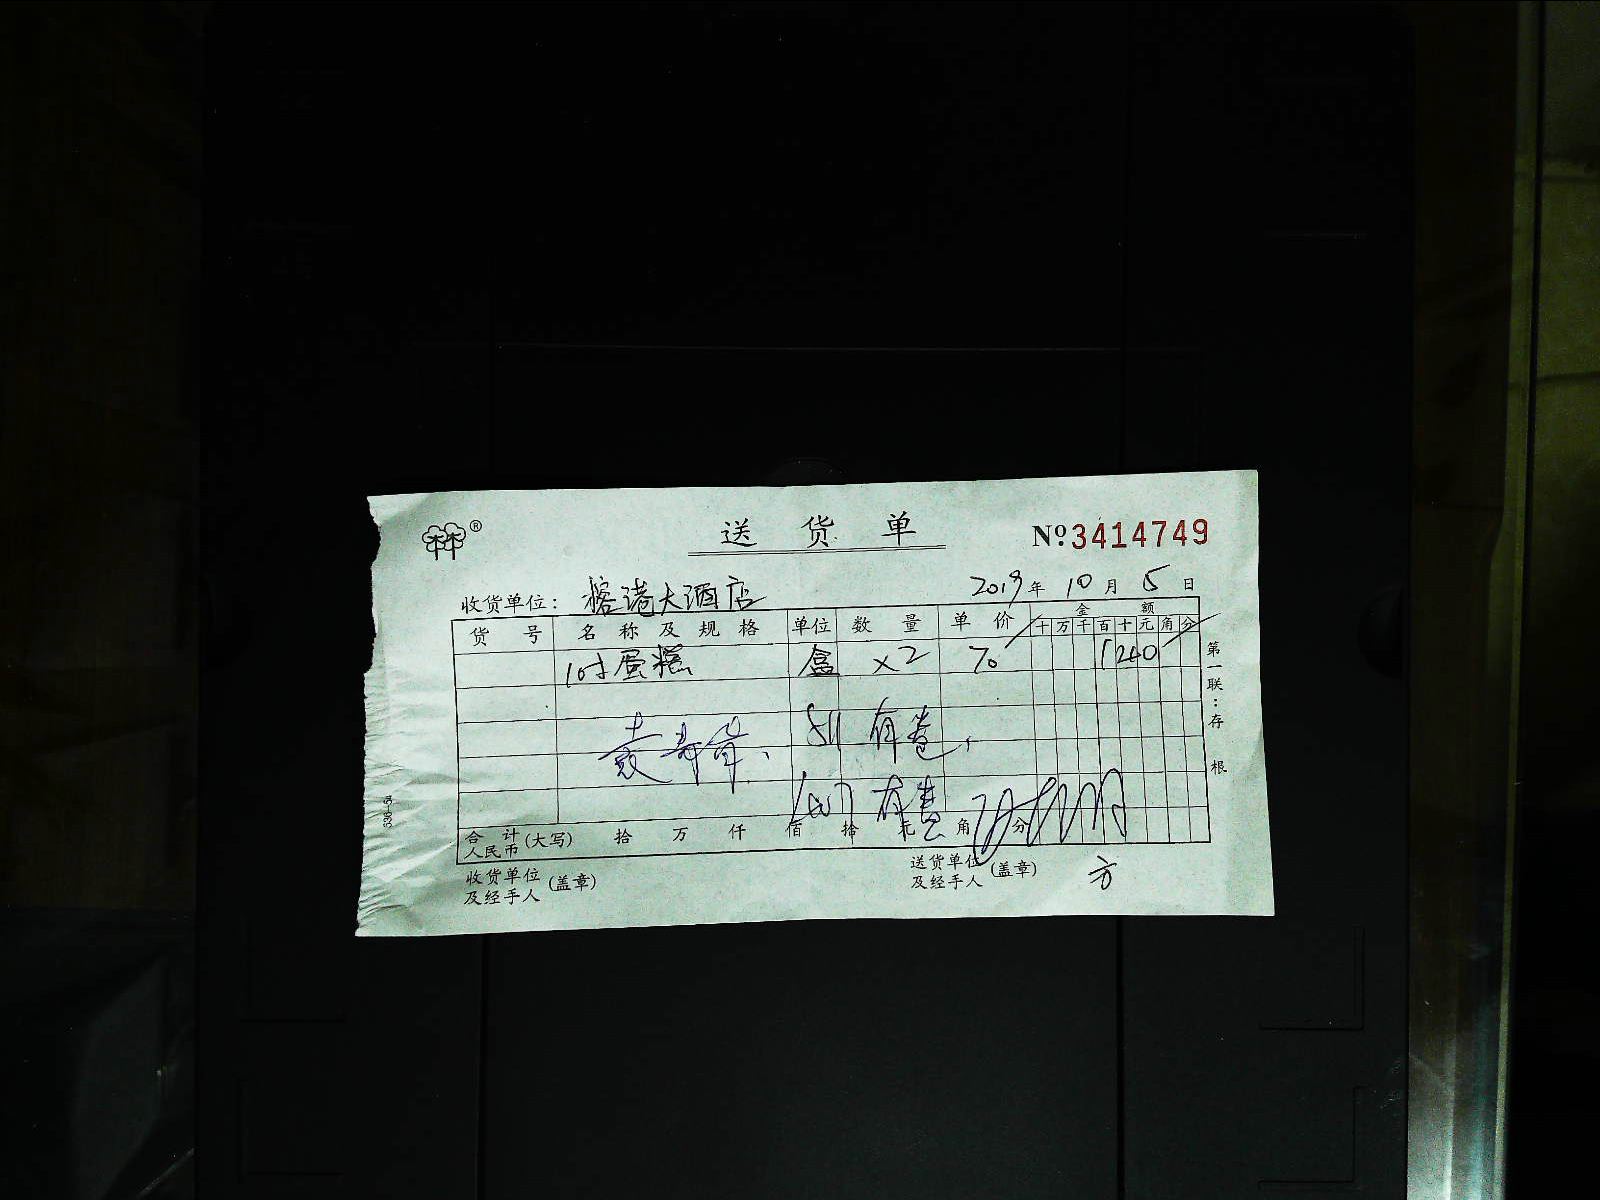 ®
送 货 单
Nº3414749
收货单位: 榕港大酒店
2019年 10月 5日
货 号 名 称 及 规 格 单位 数 量 单 价 金 额
十 万 千 百 十 元 角 分
10寸蛋糕 盒 x2 70 140
有卷
合 计
人民币 (大写) 拾 万 仟 佰 拾 元 角 分
收货单位
及经手人 (盖章)
送货单位
及经手人 (盖章) 方
第一联:存根